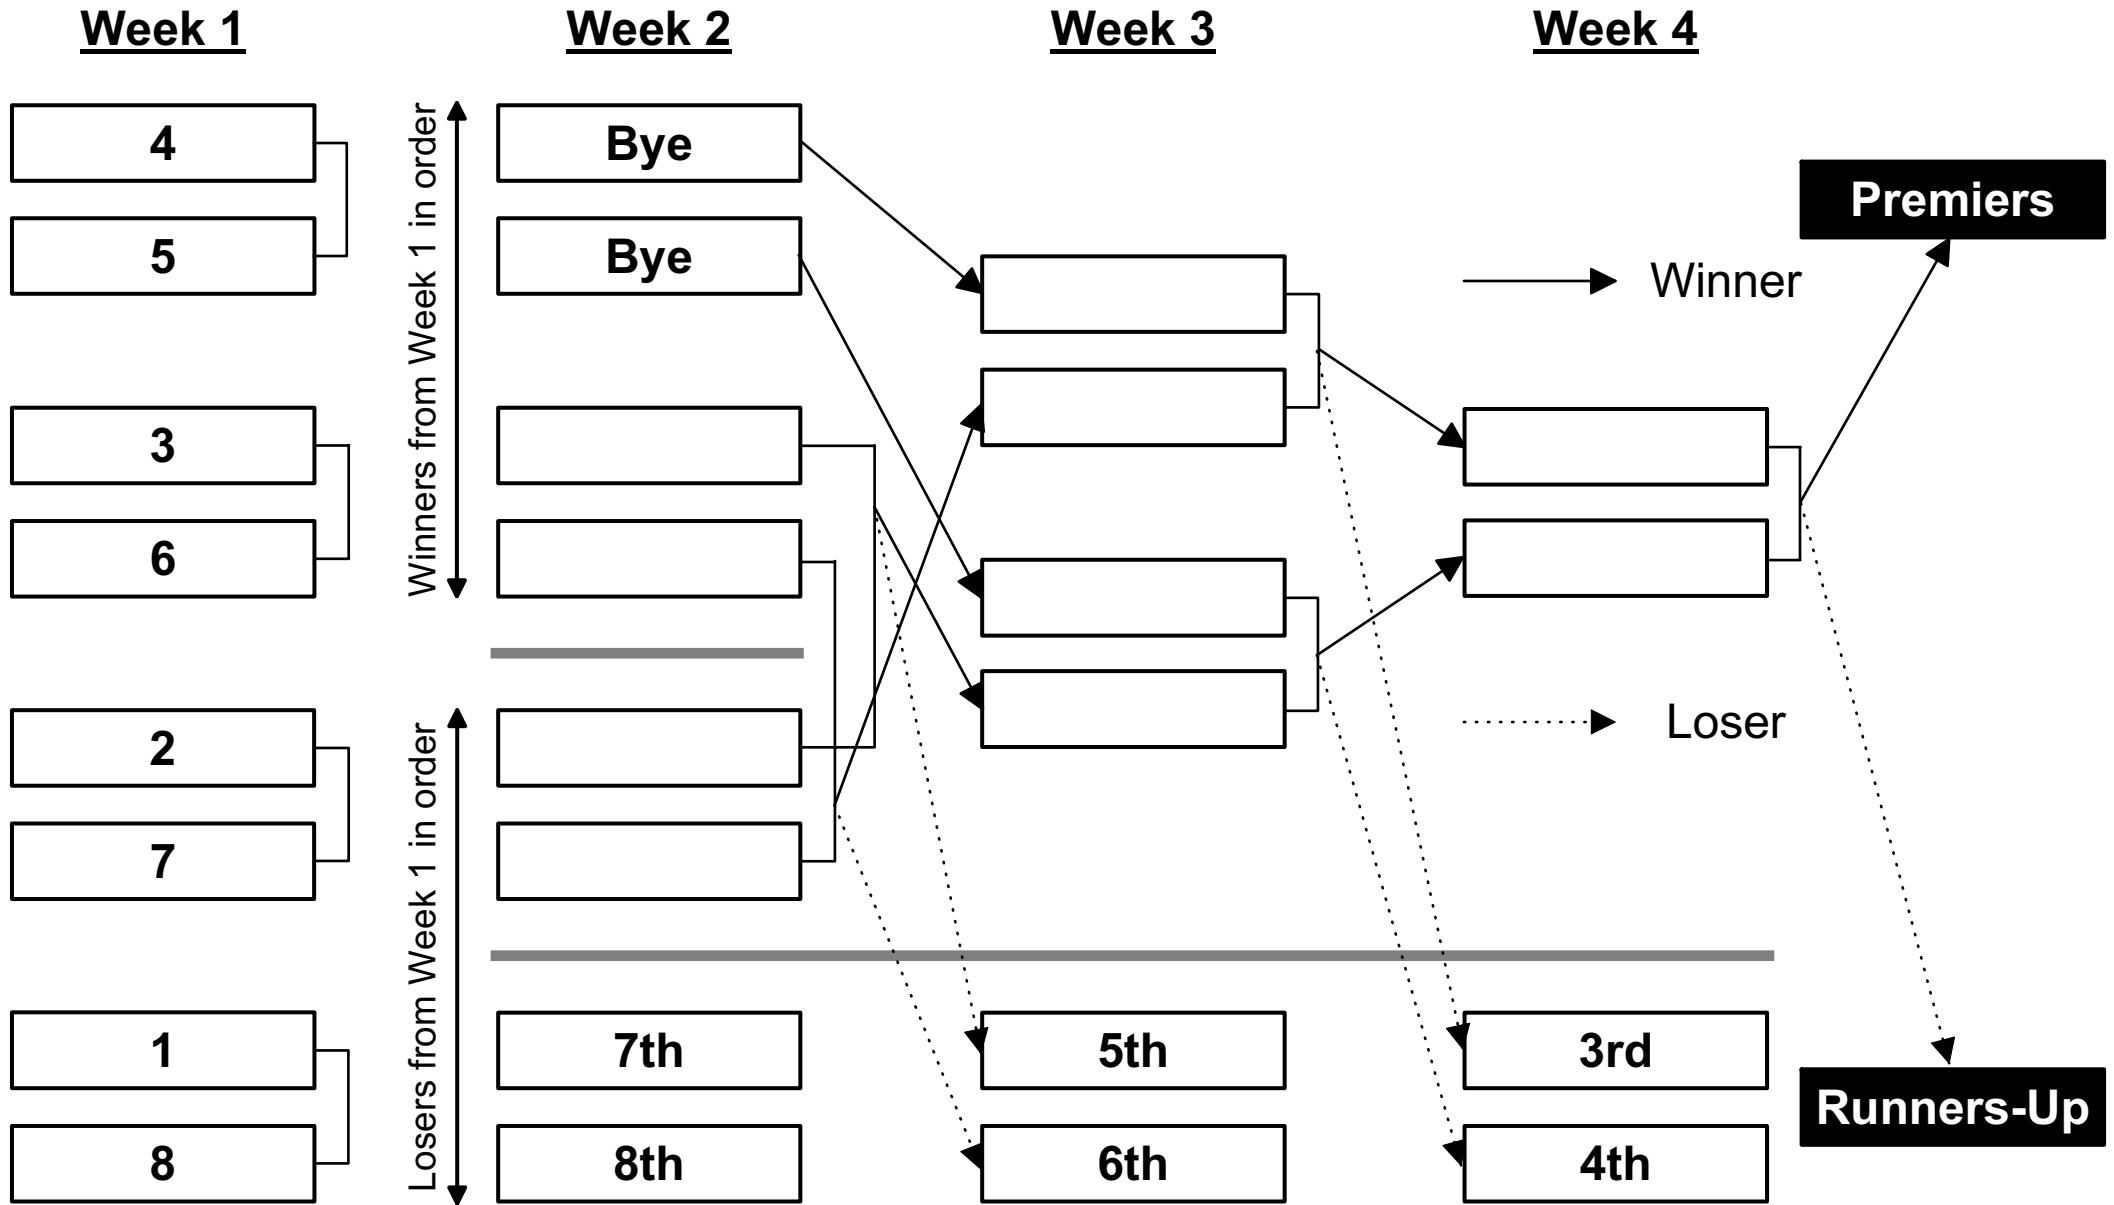 Week 1
Week 2
Week 3
Week 4
4
5
3
6
2
7
1
8
Winners from Week 1 in order
Losers from Week 1 in order
Bye
Bye
7th
8th
5th
6th
Winner
Loser
3rd
4th
Premiers
Runners-Up